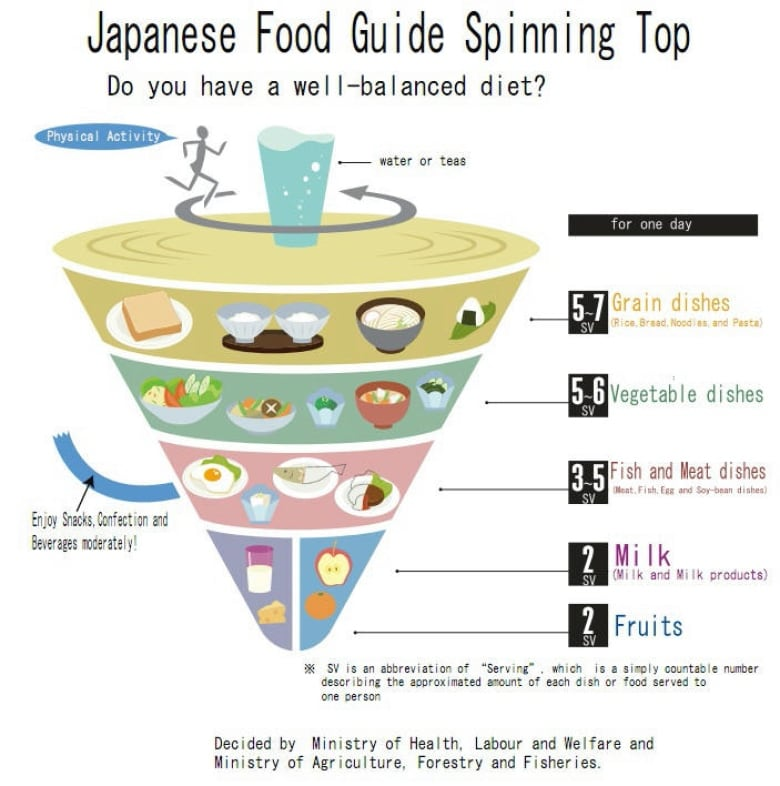 Japanese Food Guide Spinning Top
Do you have a well-balanced diet?
Physical Activity
water or teas
for one day
5~7
SV
Grain dishes
(Rice,Bread,Noodles,and Pasta)
5~6
SV
Vegetable dishes
3~5
SV
Fish and Meat dishes
(Meat,Fish,Egg and Soy-bean dishes)
Enjoy Snacks,Confection and
Beverages moderately!
2
SV
Milk
(Milk and Milk products)
2
SV
Fruits
※ SV is an abbreviation of “Serving”, which is a simply countable number
describing the approximated amount of each dish or food served to
one person
Decided by Ministry of Health, Labour and Welfare and
Ministry of Agriculture, Forestry and Fisheries.